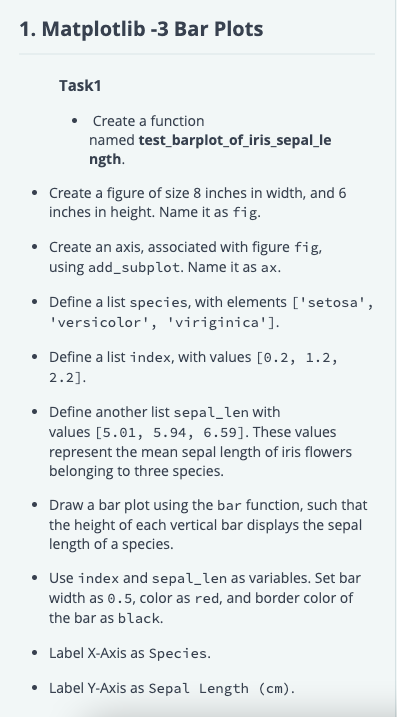 1. Matplotlib -3 Bar Plots
Task1
• Create a function
named test_barplot_of_iris_sepal_le
ngth.
• Create a figure of size 8 inches in width, and 6
inches in height. Name it as fig.
• Create an axis, associated with figure fig,
using add_subplot. Name it as ax.
• Define a list species, with elements ['setosa',
'versicolor', 'viriginica'].
• Define a list index, with values [0.2, 1.2,
2.2].
• Define another list sepal_len with
values [5.01, 5.94, 6.59]. These values
represent the mean sepal length of iris flowers
belonging to three species.
• Draw a bar plot using the bar function, such that
the height of each vertical bar displays the sepal
length of a species.
• Use index and sepal_len as variables. Set bar
width as 0.5, color as red, and border color of
the bar as black.
• Label X-Axis as Species.
• Label Y-Axis as Sepal Length (cm).